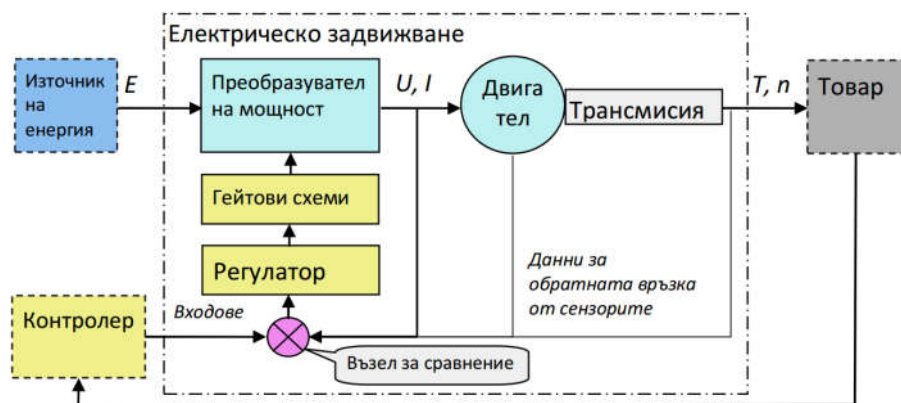 Електрическо задвижване
Източник
на
енергия
E
Преобразувател
на мощност
U, I
Двига
тел
Трансмисия
T, n
Товар
Гейтови схеми
Регулатор
Данни за
обратната връзка
от сензорите
Контролер
Входове
Възел за сравнение